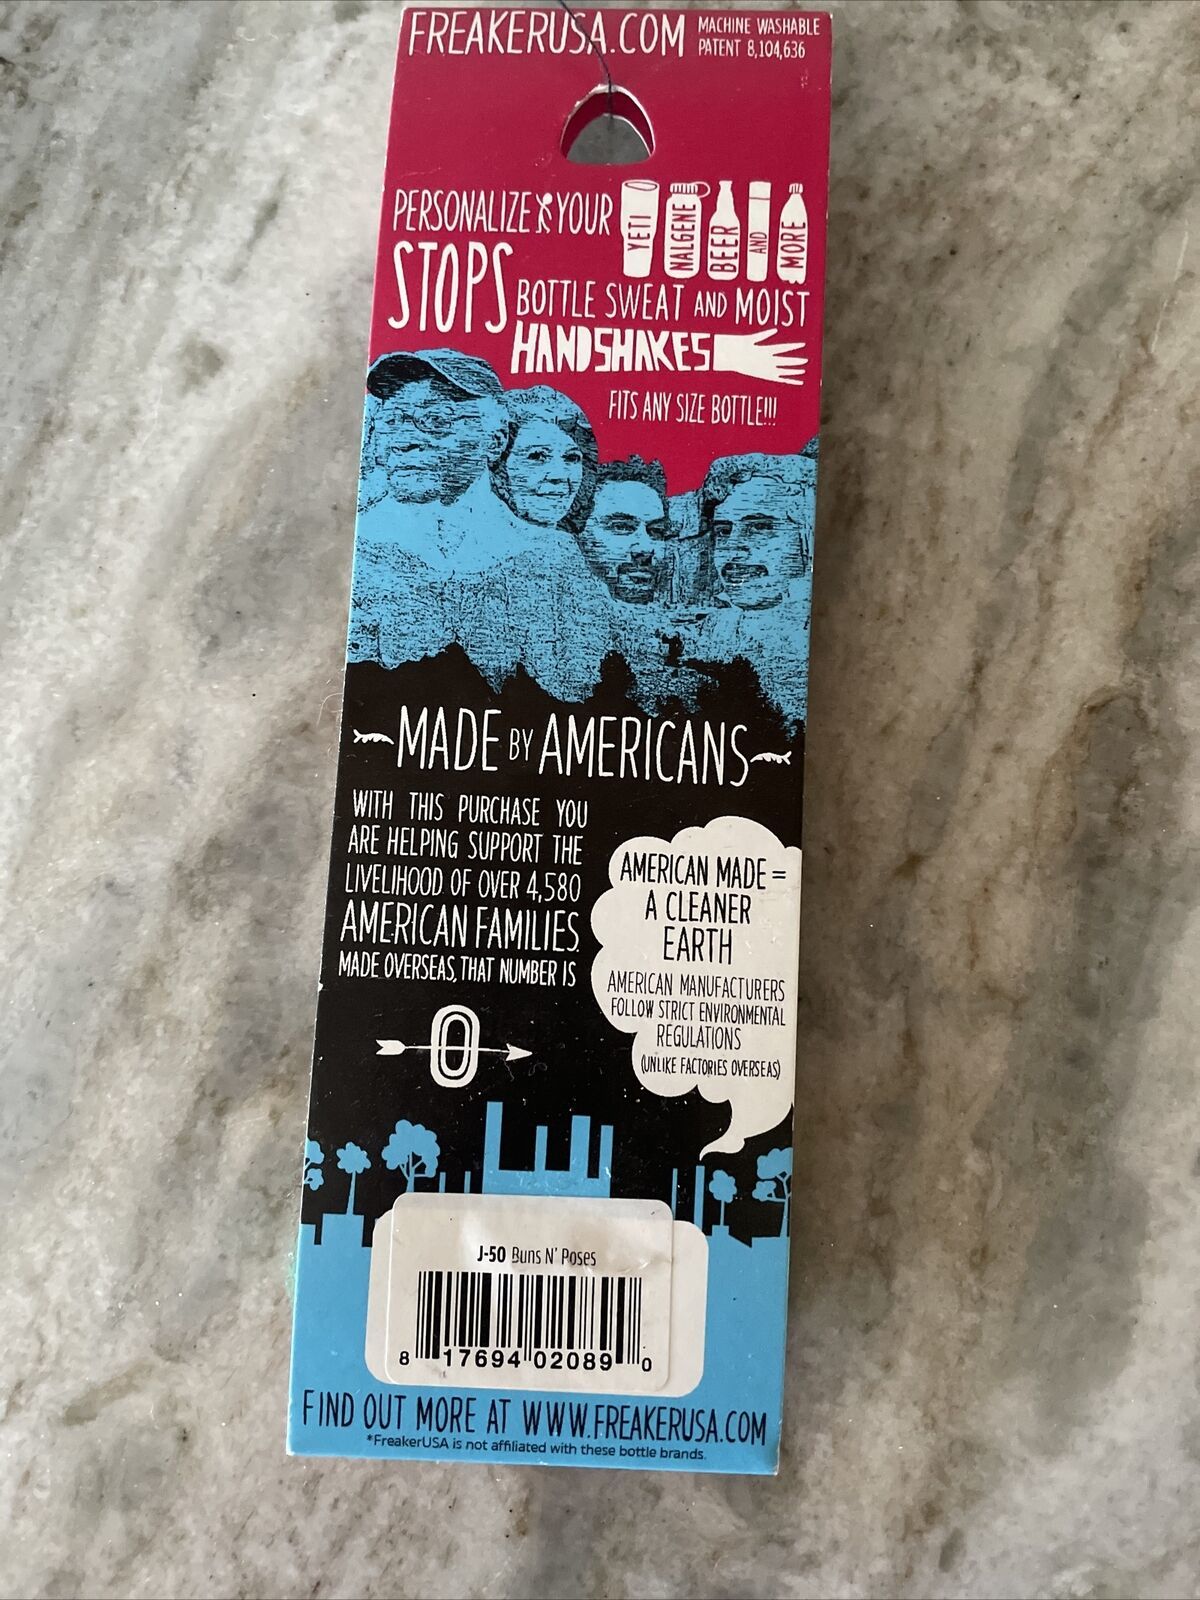 FREAKERUSA.COM
MACHINE WASHABLE
PATENT 8,104,636
PERSONALIZE YOUR
YETI
NALGENE
BEER
AND
MORE
STOPS BOTTLE SWEAT AND MOIST
HANDSHAKES
FITS ANY SIZE BOTTLE!!!
MADE BY AMERICANS
WITH THIS PURCHASE YOU
ARE HELPING SUPPORT THE
LIVELIHOOD OF OVER 4,580
AMERICAN FAMILIES.
MADE OVERSEAS, THAT NUMBER IS
0
AMERICAN MADE =
A CLEANER
EARTH
AMERICAN MANUFACTURERS
FOLLOW STRICT ENVIRONMENTAL
REGULATIONS
(UNLIKE FACTORIES OVERSEAS)
J-50 Buns N' Poses
8 17694 02089 0
FIND OUT MORE AT WWW.FREAKERUSA.COM
*FreakerUSA is not affiliated with these bottle brands.